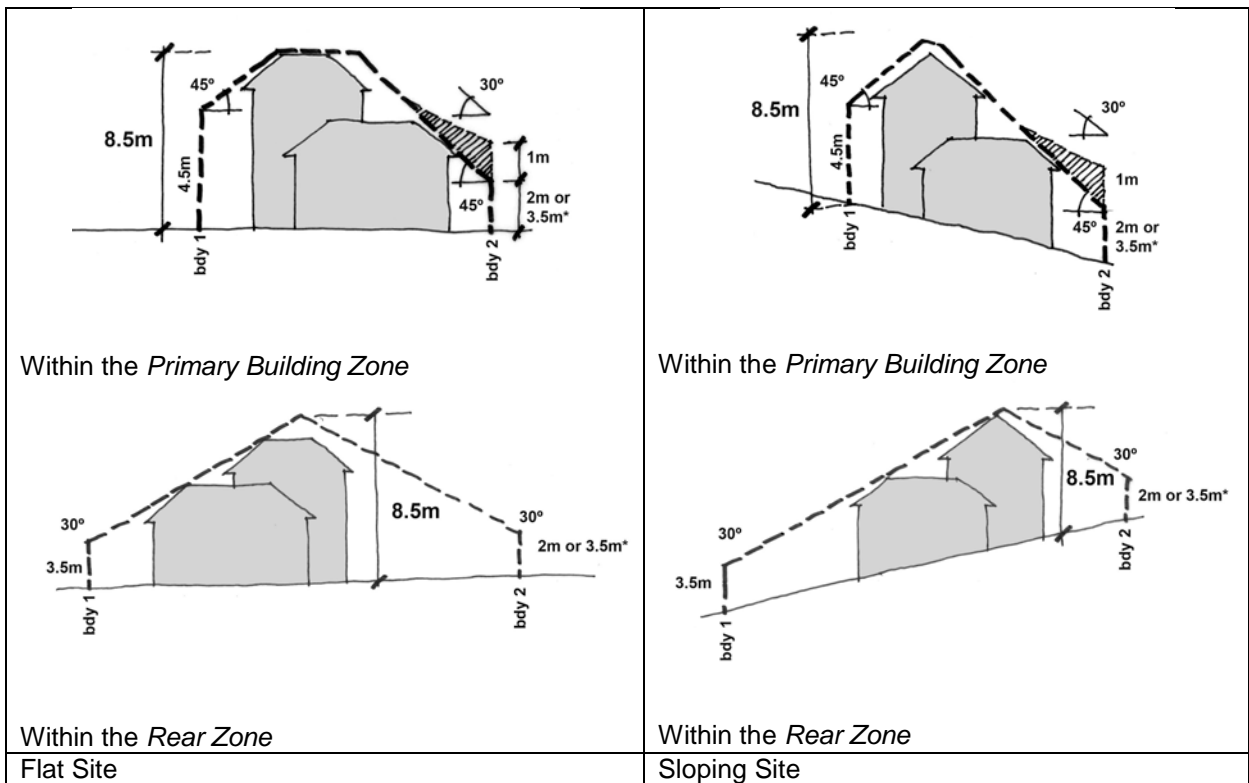 45º
30º
8.5m
4.5m
1m
45º
2m or
3.5m*
bdy 1
bdy 2
Within the Primary Building Zone
30º
3.5m
8.5m
30º
2m or 3.5m*
bdy 1
bdy 2
Within the Rear Zone
Flat Site
45º
30º
8.5m
4.5m
1m
45º
2m or
3.5m*
bdy 1
bdy 2
Within the Primary Building Zone
30º
8.5m
2m or 3.5m*
30º
3.5m
bdy 2
bdy 1
Within the Rear Zone
Sloping Site